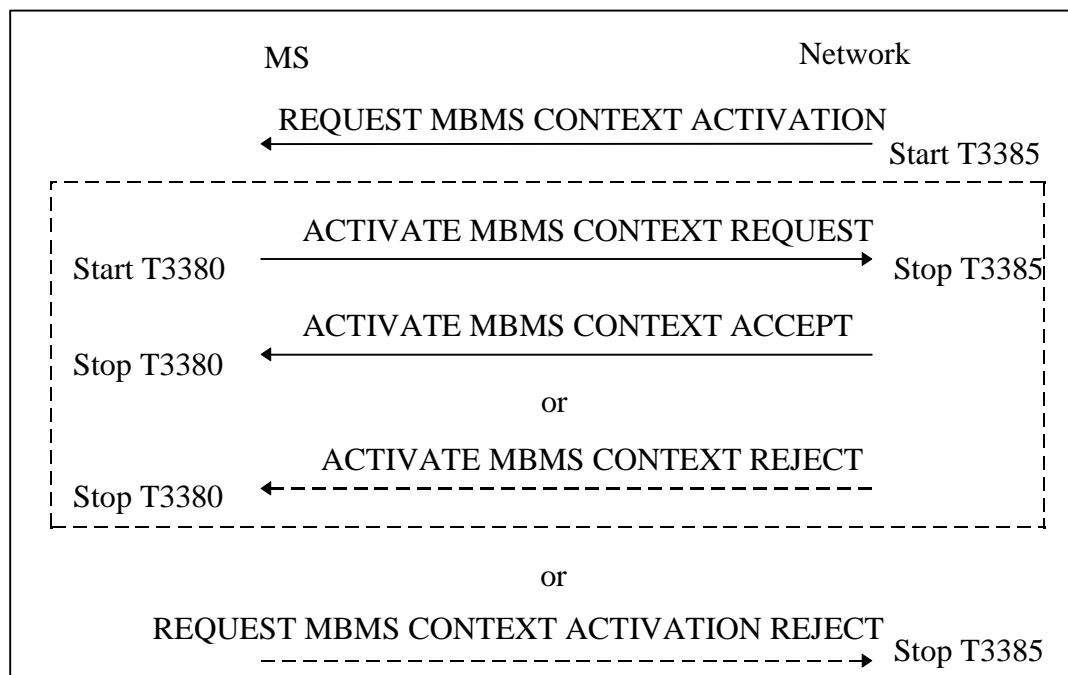 MS
Network
REQUEST MBMS CONTEXT ACTIVATION
Start T3385
ACTIVATE MBMS CONTEXT REQUEST
Start T3380
Stop T3385
ACTIVATE MBMS CONTEXT ACCEPT
Stop T3380
or
ACTIVATE MBMS CONTEXT REJECT
Stop T3380
or
REQUEST MBMS CONTEXT ACTIVATION REJECT
Stop T3385